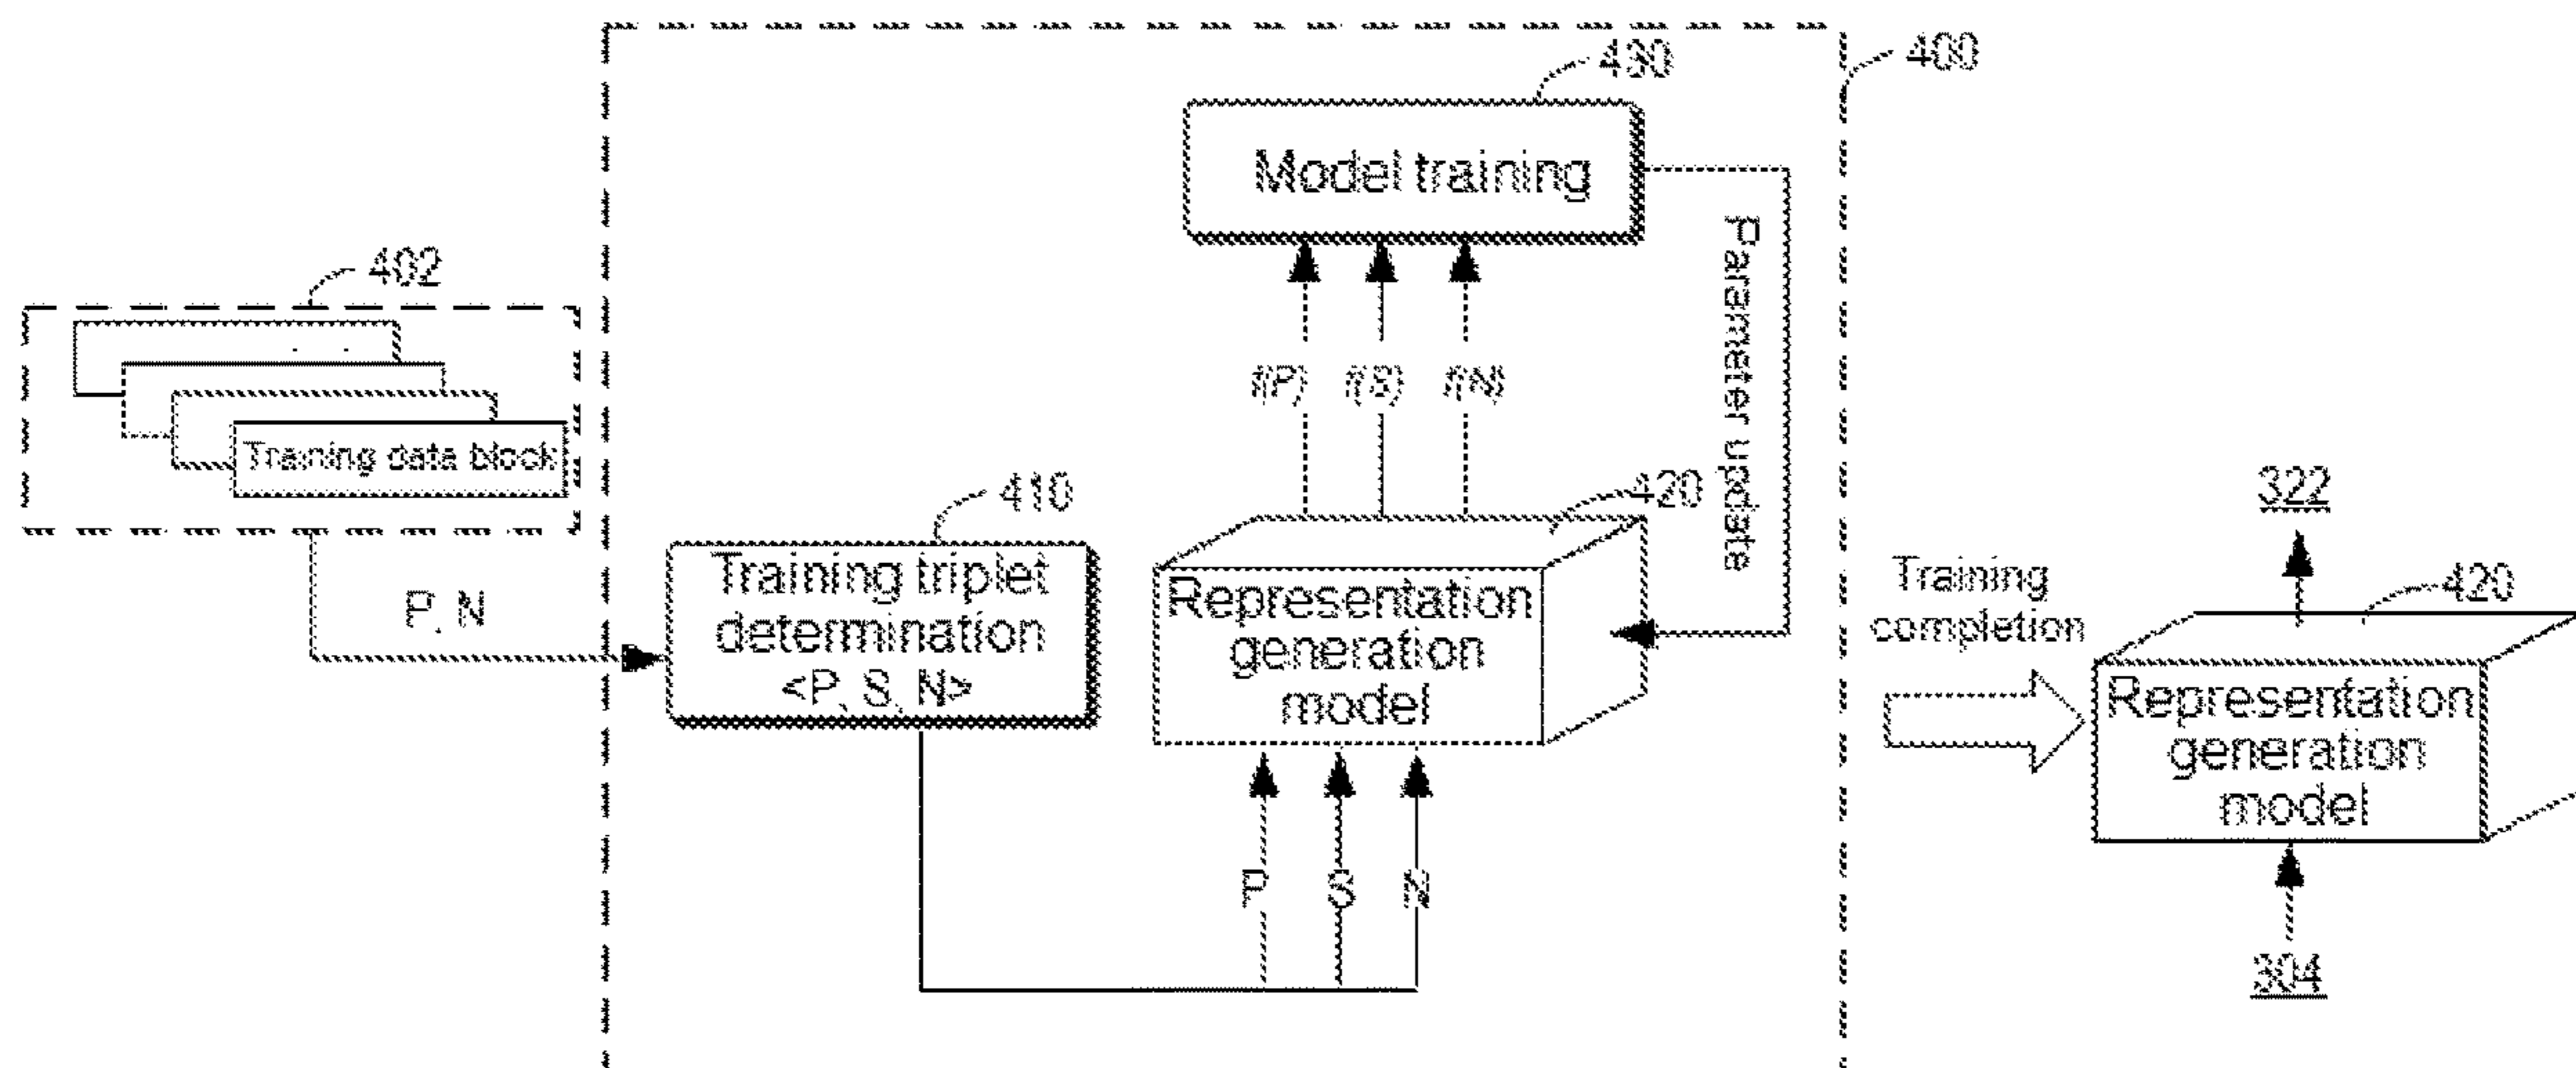 430
400
Model training
402
Parameter update
f(P) f(S) f(N)
Training data block
322
410
420
Training triplet
determination
<P, S, N>
P, N
Representation
generation
model
Training
completion
420
Representation
generation
model
P S N
304